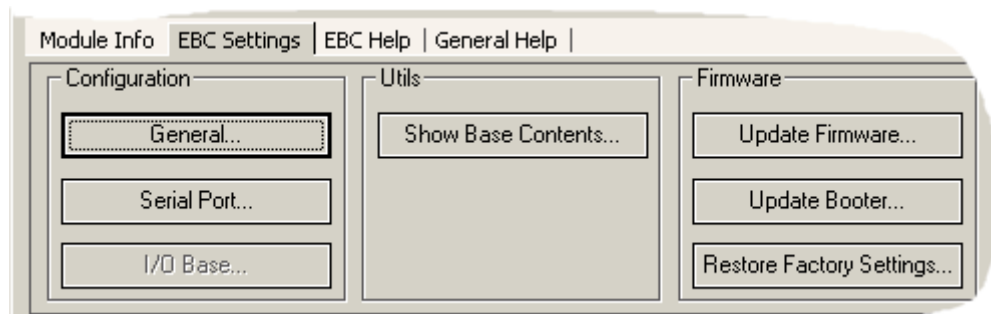 Module Info EBC Settings EBC Help General Help
Configuration Utils Firmware
General... Show Base Contents... Update Firmware...
Serial Port... Update Booter...
I/O Base... Restore Factory Settings...